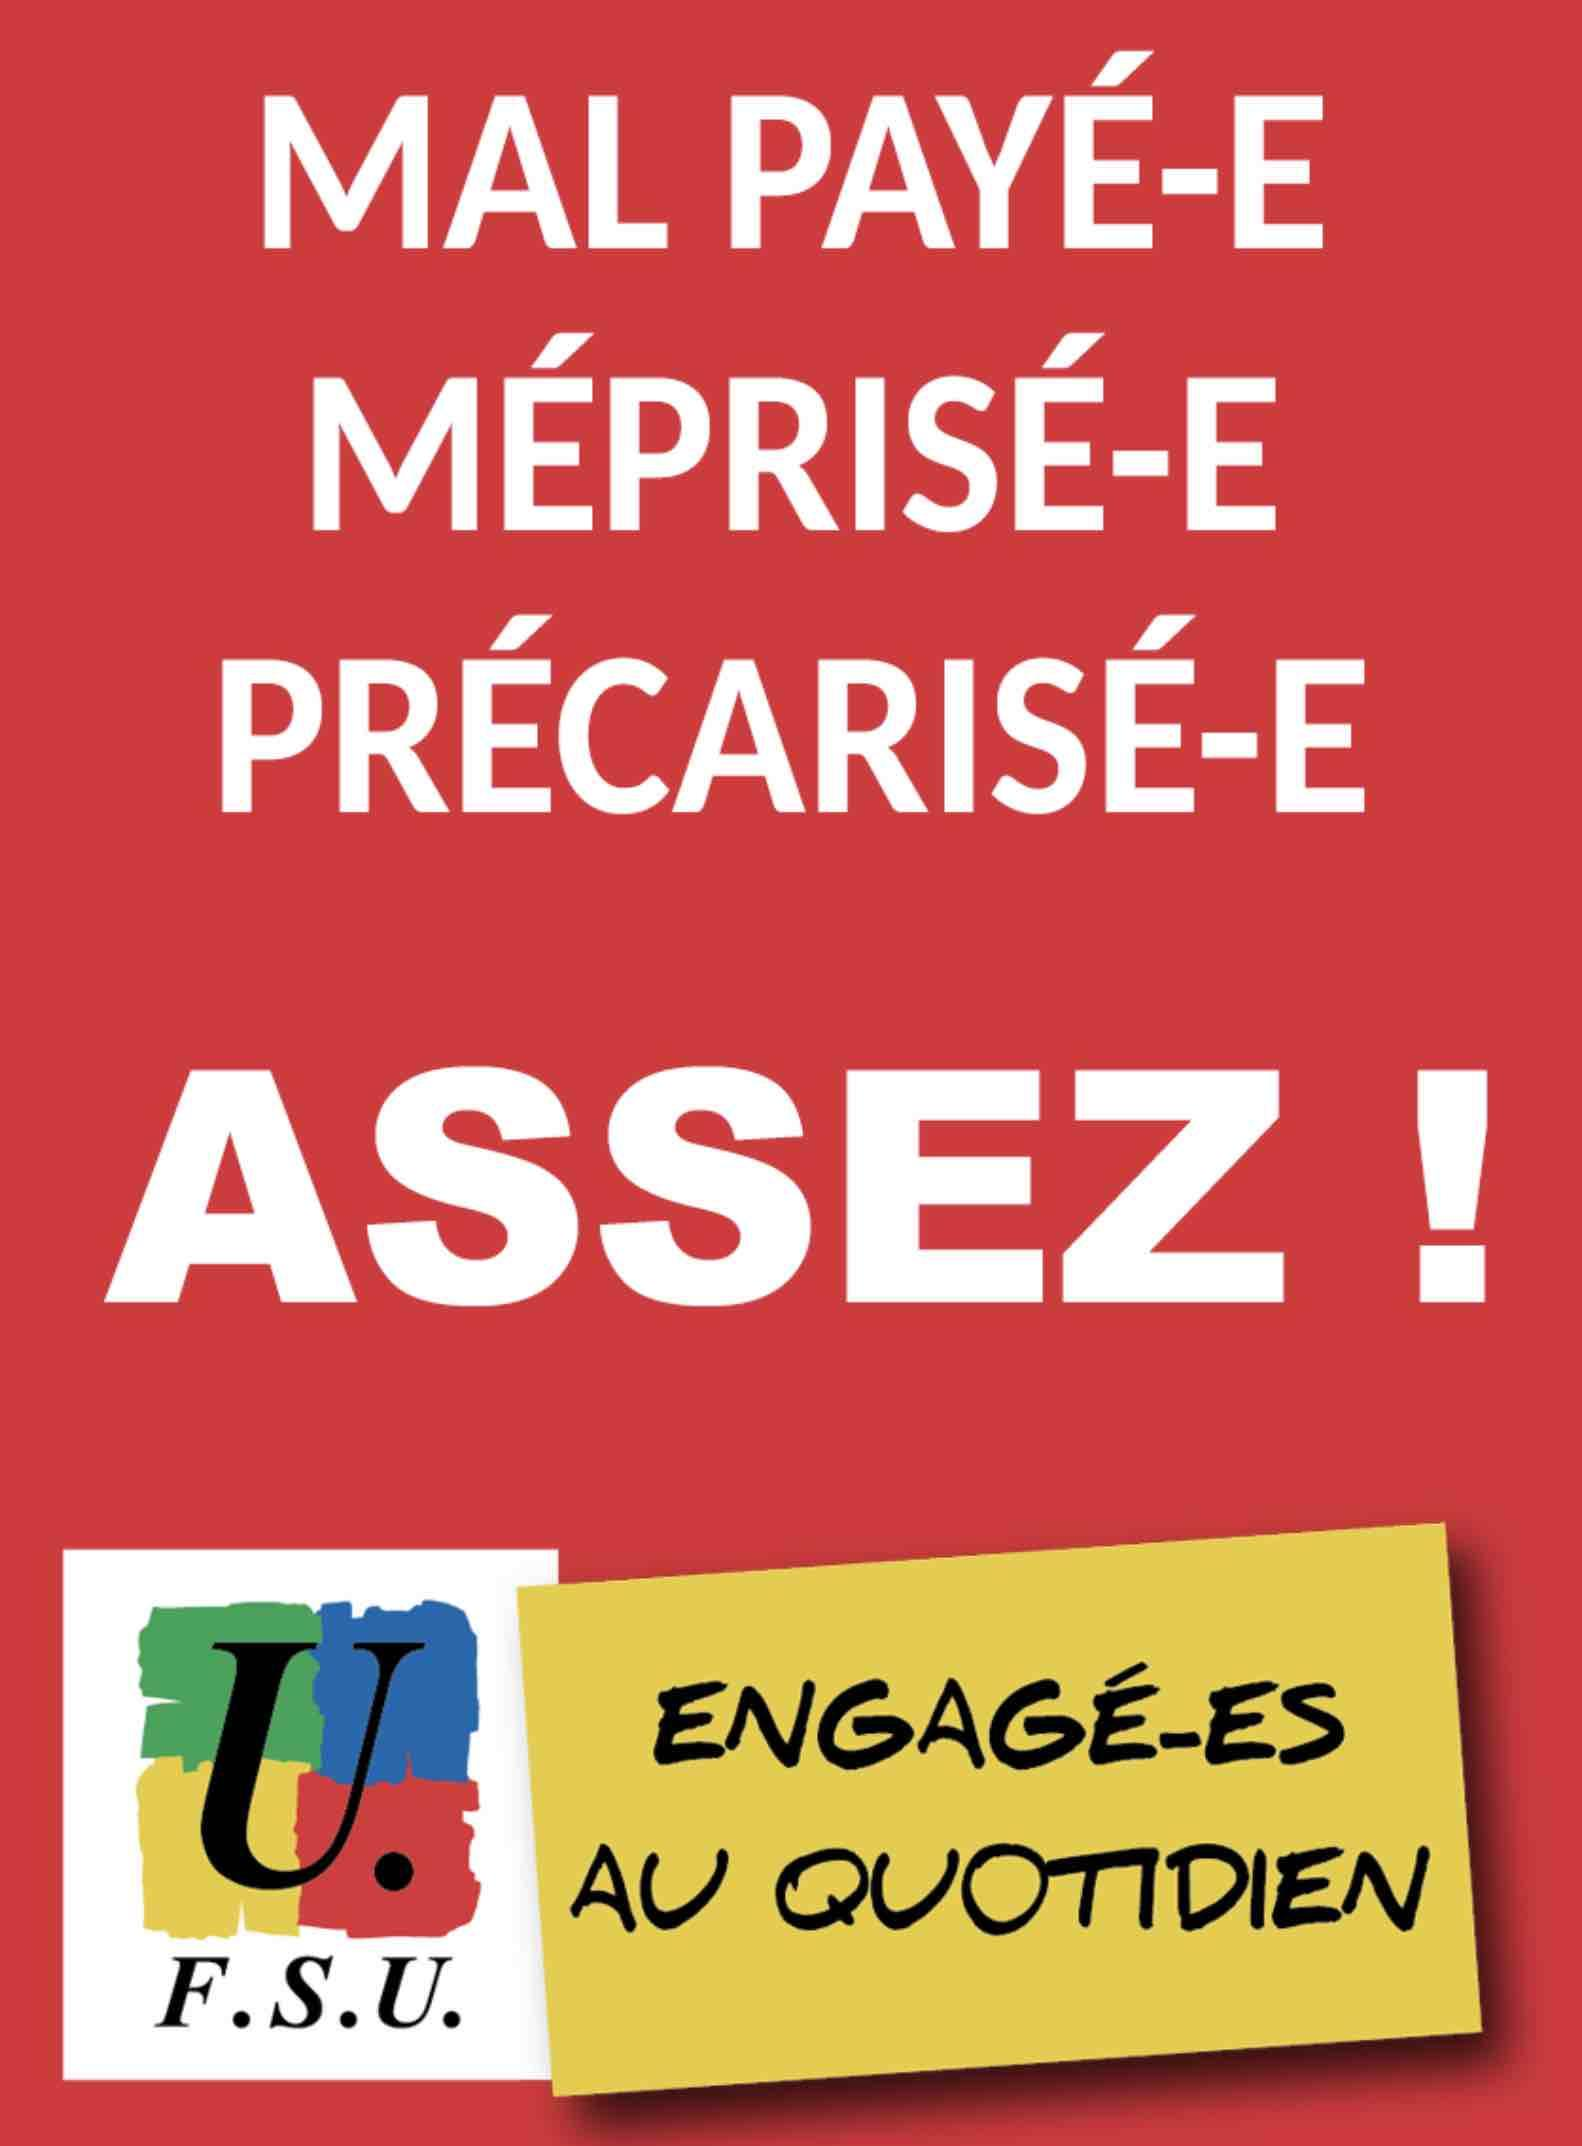 MAL PAYÉ-E
MÉPRISÉ-E
PRÉCARISÉ-E
ASSEZ !
U.
F.S.U.
ENGAGÉ-ES
AU QUOTIDIEN